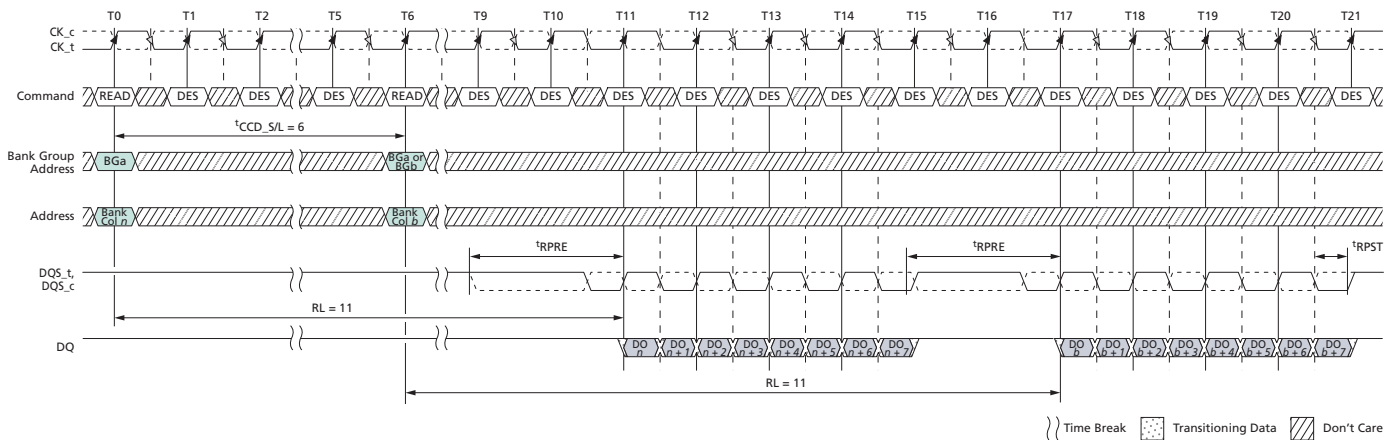 T0 T1 T2 T5 T6 T9 T10 T11 T12 T13 T14 T15 T16 T17 T18 T19 T20 T21
CK_c
CK_t
Command READ DES DES DES READ DES DES DES DES DES DES DES DES DES DES DES DES DES
tCCD_S/L = 6
Bank Group
Address
BGa
BGa or
BGb
Address
Bank
Col n
Bank
Col b
tRPRE tRPRE tRPST
DQS_t,
DQS_c
RL = 11
DQ
DO
n
DO
n + 1
DO
n + 2
DO
n + 3
DO
n + 4
DO
n + 5
DO
n + 6
DO
n + 7
DO
b
DO
b + 1
DO
b + 2
DO
b + 3
DO
b + 4
DO
b + 5
DO
b + 6
DO
b + 7
RL = 11
Time Break Transitioning Data Don't Care